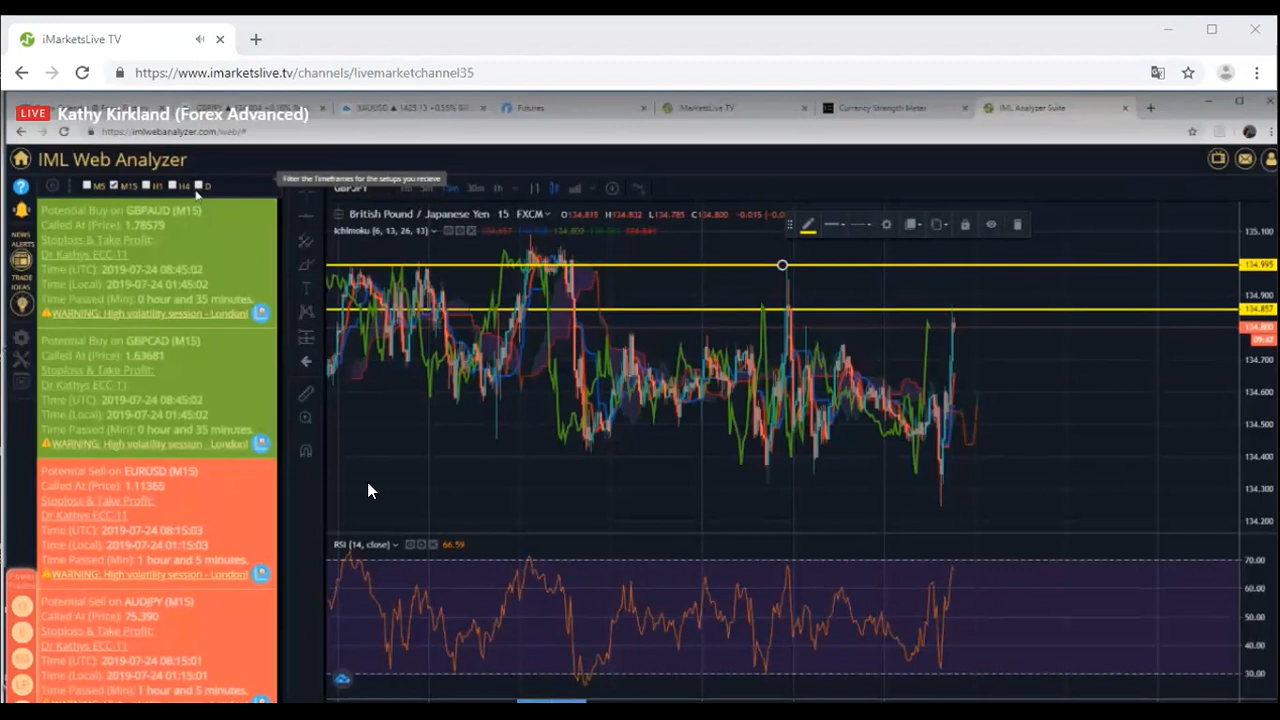 iMarketsLive TV
https://www.imarketslive.tv/channels/livemarketchannel35
LIVE Kathy Kirkland (Forex Advanced)
Futures
Currency Strength Meter
IML Analyzer Suite
https://imlwebanalyzer.com/web/#
IML Web Analyzer
M5 M15 H1 H4 D
Filter the Timeframes for the setups you recieve
NEWS ALERTS
TRADE IDEAS
Potential Buy on GBPAUD (M15)
Called At (Price): 1.78579
Stoploss & Take Profit:
Dr Kathys ECC-11
Time (UTC): 2019-07-24 08:45:02
Time (Local): 2019-07-24 01:45:02
Time Passed (Min): 0 hour and 35 minutes.
WARNING: High volatility session - London!
Potential Buy on GBPCAD (M15)
Called At (Price): 1.63681
Stoploss & Take Profit:
Dr Kathys ECC-11
Time (UTC): 2019-07-24 08:45:02
Time (Local): 2019-07-24 01:45:02
Time Passed (Min): 0 hour and 35 minutes.
WARNING: High volatility session - London!
Potential Sell on EURUSD (M15)
Called At (Price): 1.11365
Stoploss & Take Profit:
Dr Kathys ECC-11
Time (UTC): 2019-07-24 08:15:03
Time (Local): 2019-07-24 01:15:03
Time Passed (Min): 1 hour and 5 minutes.
WARNING: High volatility session - London!
Potential Sell on AUDJPY (M15)
Called At (Price): 75.390
Stoploss & Take Profit:
Dr Kathys ECC-11
Time (UTC): 2019-07-24 08:15:01
Time (Local): 2019-07-24 01:15:01
Time Passed (Min): 1 hour and 5 minutes.
GBPJPY 1m 5m 15m 30m 1h
British Pound / Japanese Yen 15 FXCM O134.819 H134.832 L134.785 C134.800 -0.015
Ichimoku (6, 13, 26, 13)
135.100
134.995
134.900
134.857
134.800
09:42
134.700
134.600
134.500
134.400
134.300
134.200
RSI (14, close) 66.59
70.00
60.00
50.00
40.00
30.00